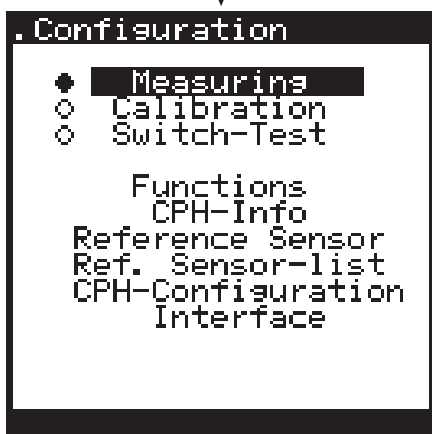 .Configuration
Measuring
Calibration
Switch-Test
Functions
CPH-Info
Reference Sensor
Ref. Sensor-list
CPH-Configuration
Interface